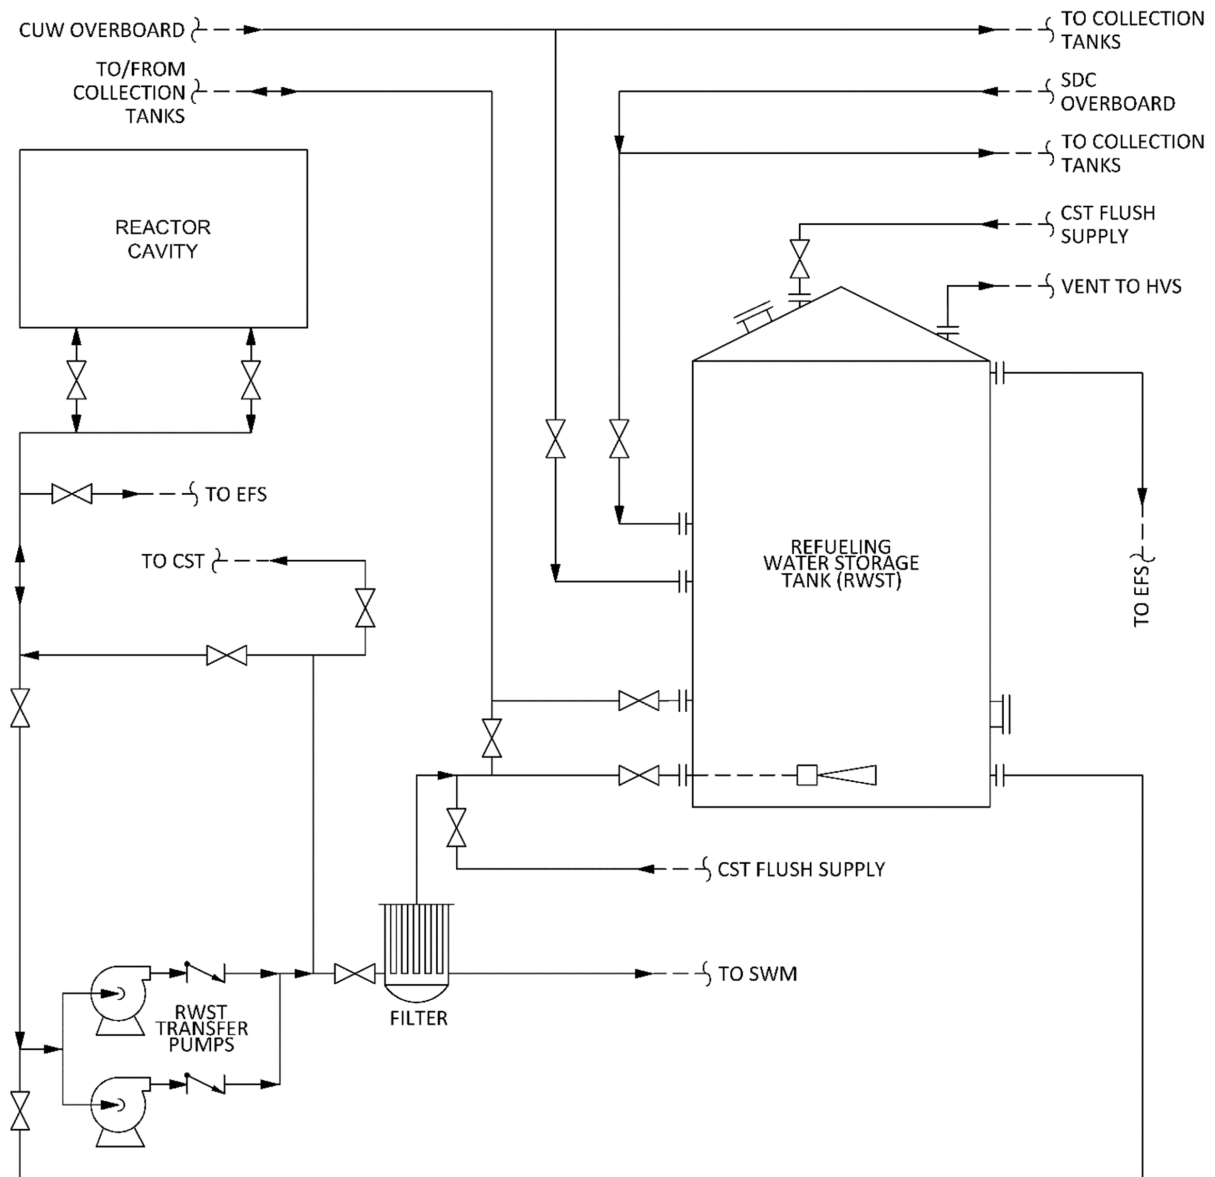 CUW OVERBOARD
TO COLLECTION
TANKS
TO/FROM
COLLECTION
TANKS
SDC
OVERBOARD
TO COLLECTION
TANKS
REACTOR
CAVITY
CST FLUSH
SUPPLY
VENT TO HVS
TO EFS
TO CST
REFUELING
WATER STORAGE
TANK (RWST)
TO EFS
CST FLUSH SUPPLY
TO SWM
RWST
TRANSFER
PUMPS
FILTER